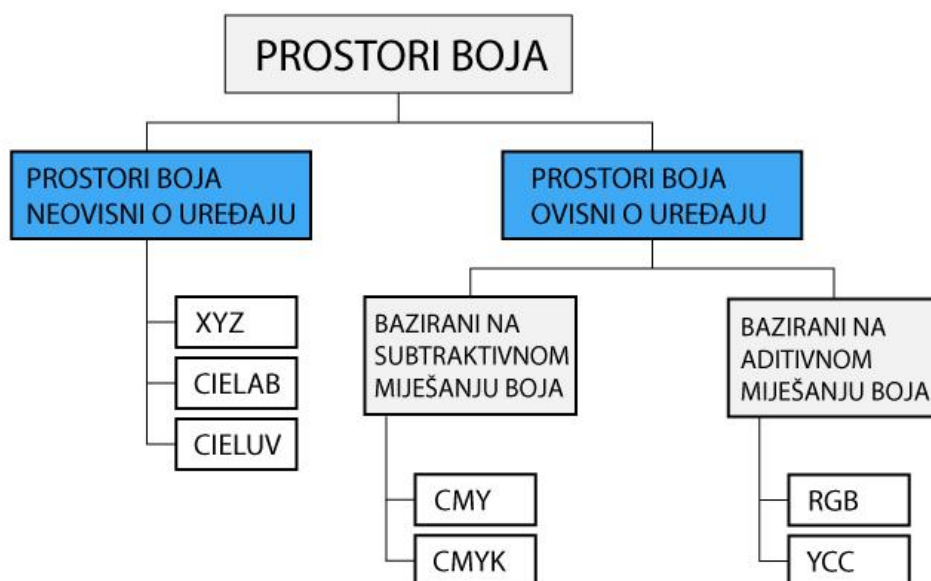 PROSTORI BOJA
PROSTORI BOJA
NEOVISNI O UREĐAJU
XYZ
CIELAB
CIELUV
PROSTORI BOJA
OVISNI O UREĐAJU
BAZIRANI NA
SUBTRAKTIVNOM
MIJEŠANJU BOJA
CMY
CMYK
BAZIRANI NA
ADITIVNOM
MIJEŠANJU BOJA
RGB
YCC